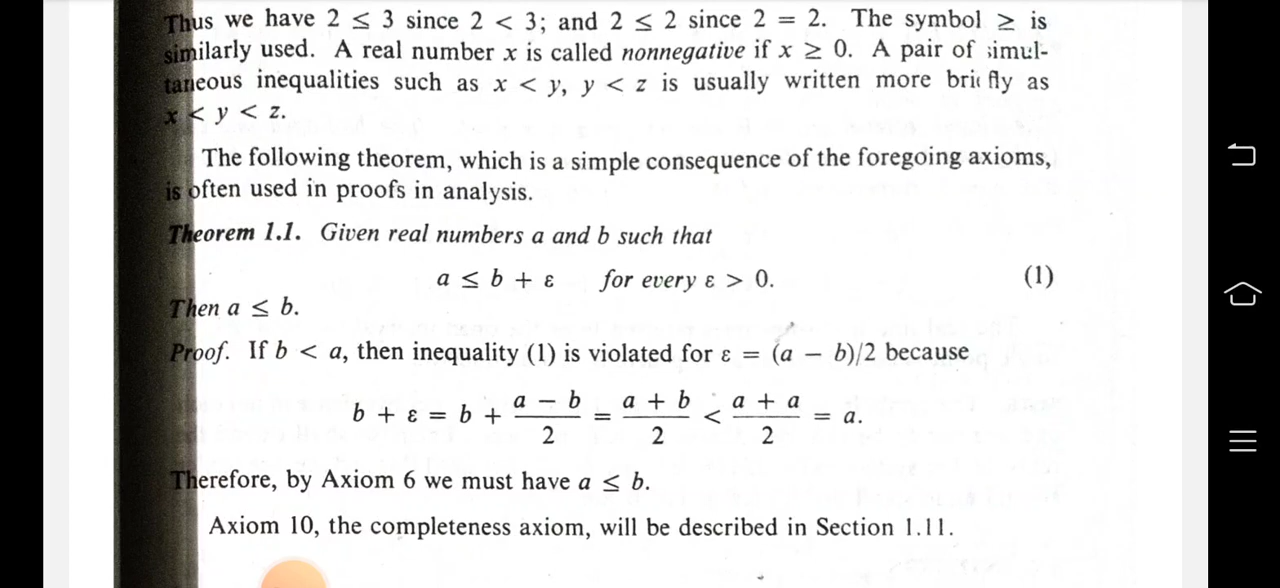 Thus we have 2 ≤ 3 since 2 < 3; and 2 ≤ 2 since 2 = 2. The symbol ≥ is
similarly used. A real number x is called nonnegative if x ≥ 0. A pair of simul-
taneous inequalities such as x < y, y < z is usually written more briefly as
x < y < z.
The following theorem, which is a simple consequence of the foregoing axioms,
is often used in proofs in analysis.
Theorem 1.1. Given real numbers a and b such that
a ≤ b + ε for every ε > 0. (1)
Then a ≤ b.
Proof. If b < a, then inequality (1) is violated for ε = (a − b)/2 because
b + ε = b + (a − b)/2 = (a + b)/2 < (a + a)/2 = a.
Therefore, by Axiom 6 we must have a ≤ b.
Axiom 10, the completeness axiom, will be described in Section 1.11.